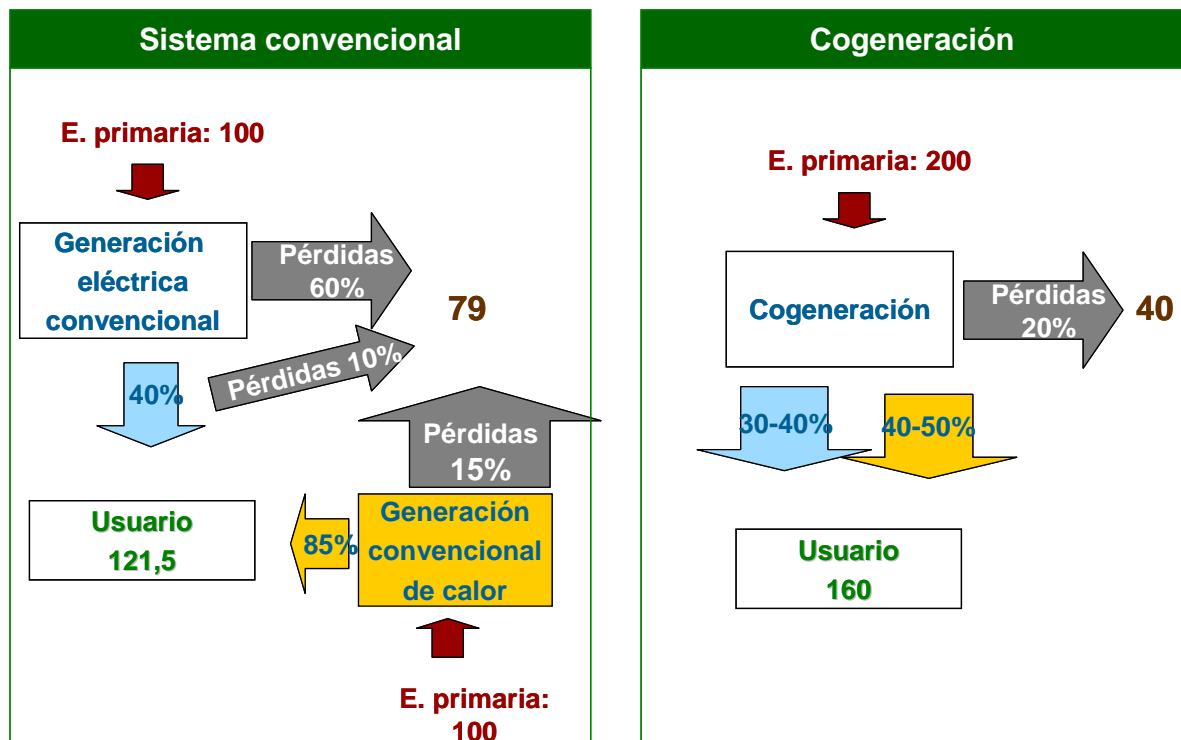 Sistema convencional
E. primaria: 100
Generación
eléctrica
convencional
Pérdidas
60%
79
40%
Pérdidas 10%
Pérdidas
15%
Usuario
121,5
85%
Generación
convencional
de calor
E. primaria:
100
Cogeneración
E. primaria: 200
Cogeneración
Pérdidas
20%
40
30-40%
40-50%
Usuario
160